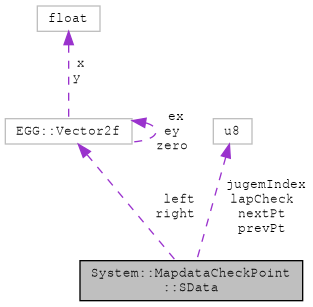 float
x
y
EGG::Vector2f
ex
ey
zero
u8
left
right
jugemIndex
lapCheck
nextPt
prevPt
System::MapdataCheckPoint
::SData